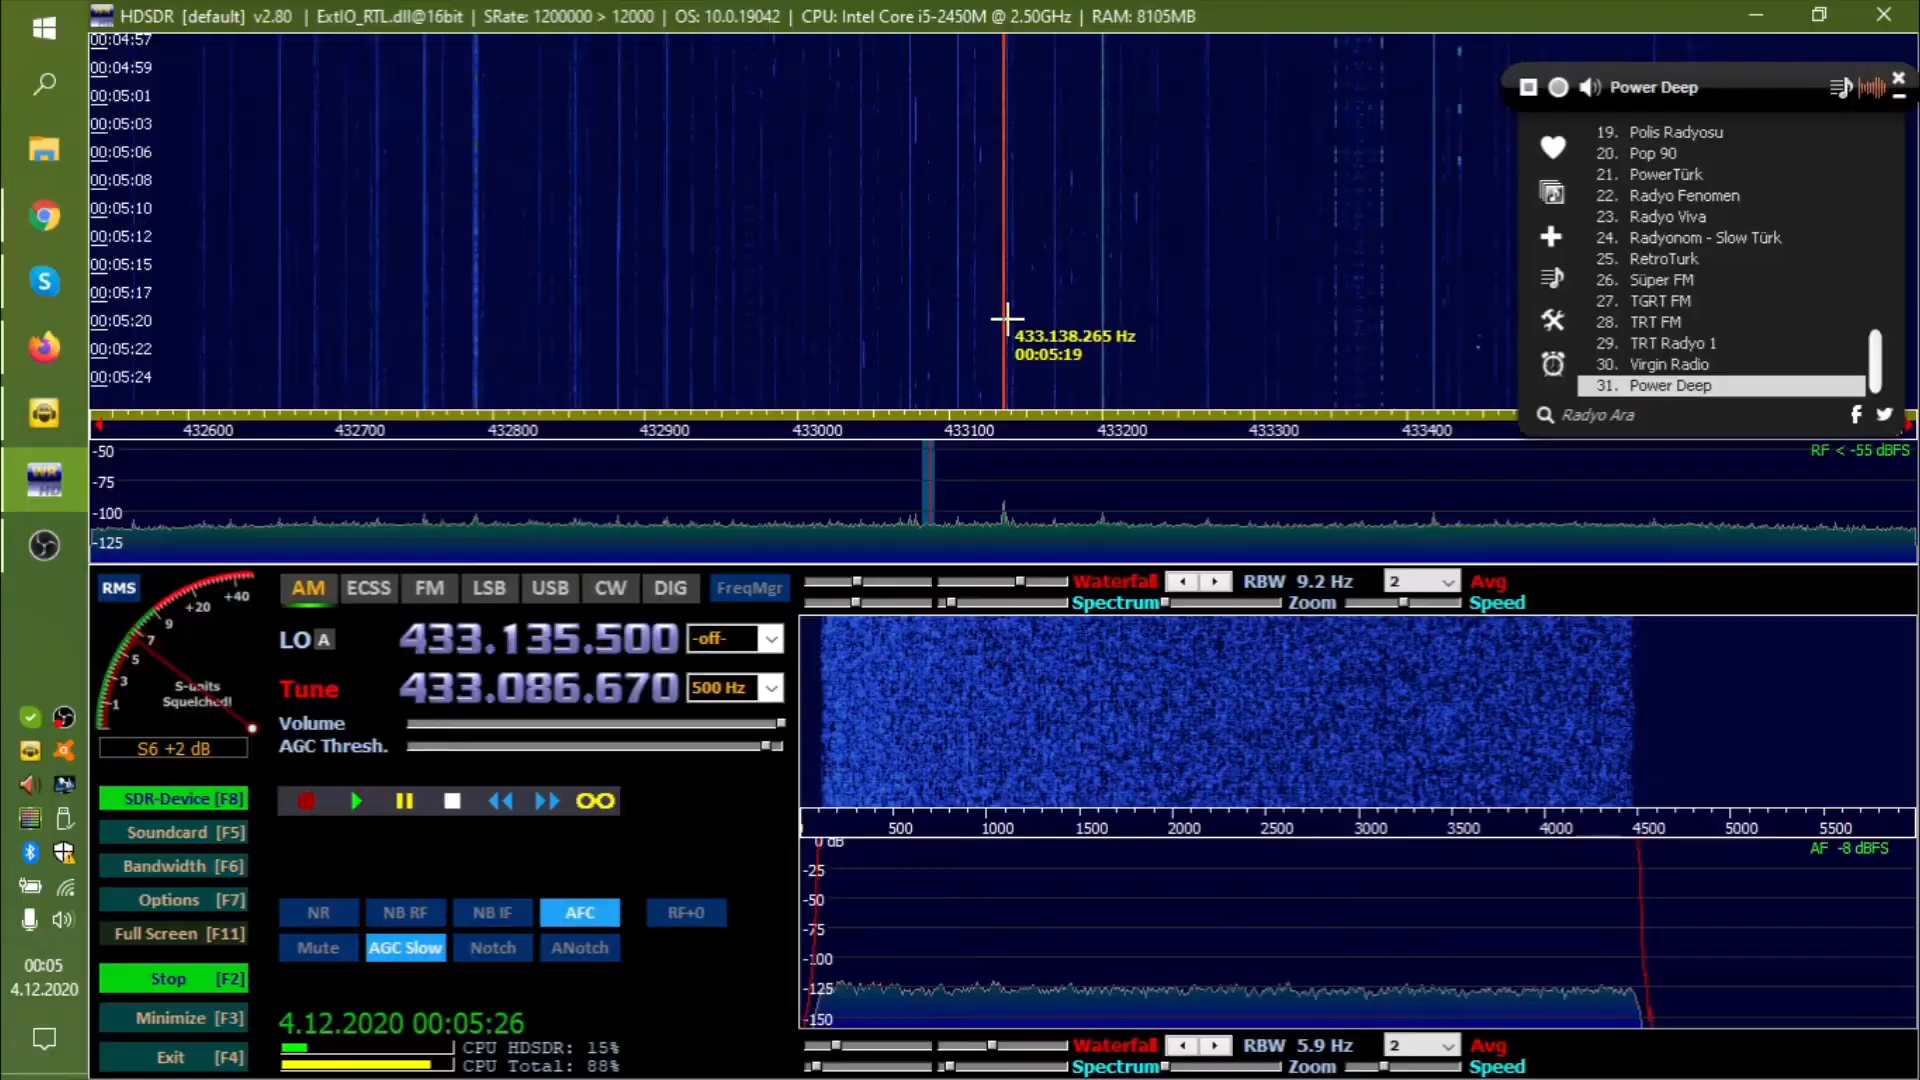 HDSDR [default] v2.80 | ExtIO_RTL.dll@16bit | SRate: 1200000 > 12000 | OS: 10.0.19042 | CPU: Intel Core i5-2450M @ 2.50GHz | RAM: 8105MB
00:04:57
00:04:59
00:05:01
00:05:03
00:05:06
00:05:08
00:05:10
00:05:12
00:05:15
00:05:17
00:05:20
00:05:22
00:05:24
433.138.265 Hz
00:05:19
Power Deep
19. Polis Radyosu
20. Pop 90
21. PowerTürk
22. Radyo Fenomen
23. Radyo Viva
24. Radyonom - Slow Türk
25. RetroTurk
26. Süper FM
27. TGRT FM
28. TRT FM
29. TRT Radyo 1
30. Virgin Radio
31. Power Deep
Radyo Ara
432600 432700 432800 432900 433000 433100 433200 433300 433400
RF < -55 dBFS
-50
-75
-100
-125
RMS
1 3 5 7 9 +20 +40
S-units
Squelched!
S6 +2 dB
AM ECSS FM LSB USB CW DIG FreqMgr
LO A 433.135.500 -off-
Tune 433.086.670 500 Hz
Volume
AGC Thresh.
Waterfall RBW 9.2 Hz 2 Avg
Spectrum Zoom Speed
SDR-Device [F8]
Soundcard [F5]
Bandwidth [F6]
Options [F7]
Full Screen [F11]
Stop [F2]
Minimize [F3]
Exit [F4]
NR NB RF NB IF AFC RF+0
Mute AGC Slow Notch ANotch
4.12.2020 00:05:26
CPU HDSDR: 15%
CPU Total: 88%
500 1000 1500 2000 2500 3000 3500 4000 4500 5000 5500
0 dB
AF -8 dBFS
-25
-50
-75
-100
-125
-150
Waterfall RBW 5.9 Hz 2 Avg
Spectrum Zoom Speed
00:05
4.12.2020